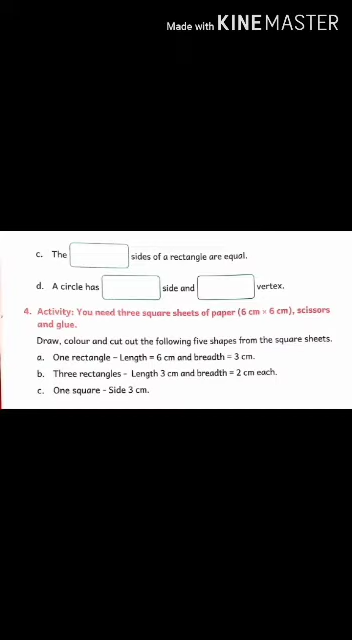 Made with KINEMASTER
c. The sides of a rectangle are equal.
d. A circle has side and vertex.
4. Activity: You need three square sheets of paper (6 cm × 6 cm), scissors
and glue.
Draw, colour and cut out the following five shapes from the square sheets.
a. One rectangle – Length = 6 cm and breadth = 3 cm.
b. Three rectangles – Length 3 cm and breadth = 2 cm each.
c. One square – Side 3 cm.